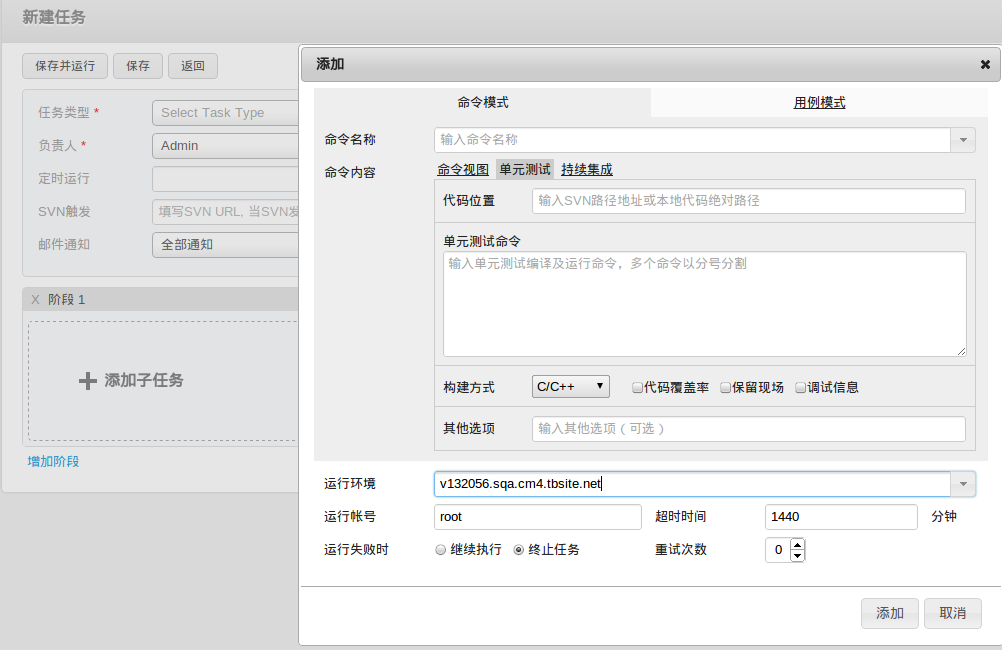 新建任务
保存并运行 保存 返回
任务类型 * Select Task Type
负责人 * Admin
定时运行
SVN触发 填写SVN URL, 当SVN发
邮件通知 全部通知
X 阶段 1
添加子任务
增加阶段
添加
命令模式 用例模式
命令名称 输入命令名称
命令内容 命令视图 单元测试 持续集成
代码位置 输入SVN路径地址或本地代码绝对路径
单元测试命令
输入单元测试编译及运行命令，多个命令以分号分割
构建方式 C/C++ 代码覆盖率 保留现场 调试信息
其他选项 输入其他选项（可选）
运行环境 v132056.sqa.cm4.tbsite.net
运行帐号 root 超时时间 1440 分钟
运行失败时 继续执行 终止任务 重试次数 0
添加 取消